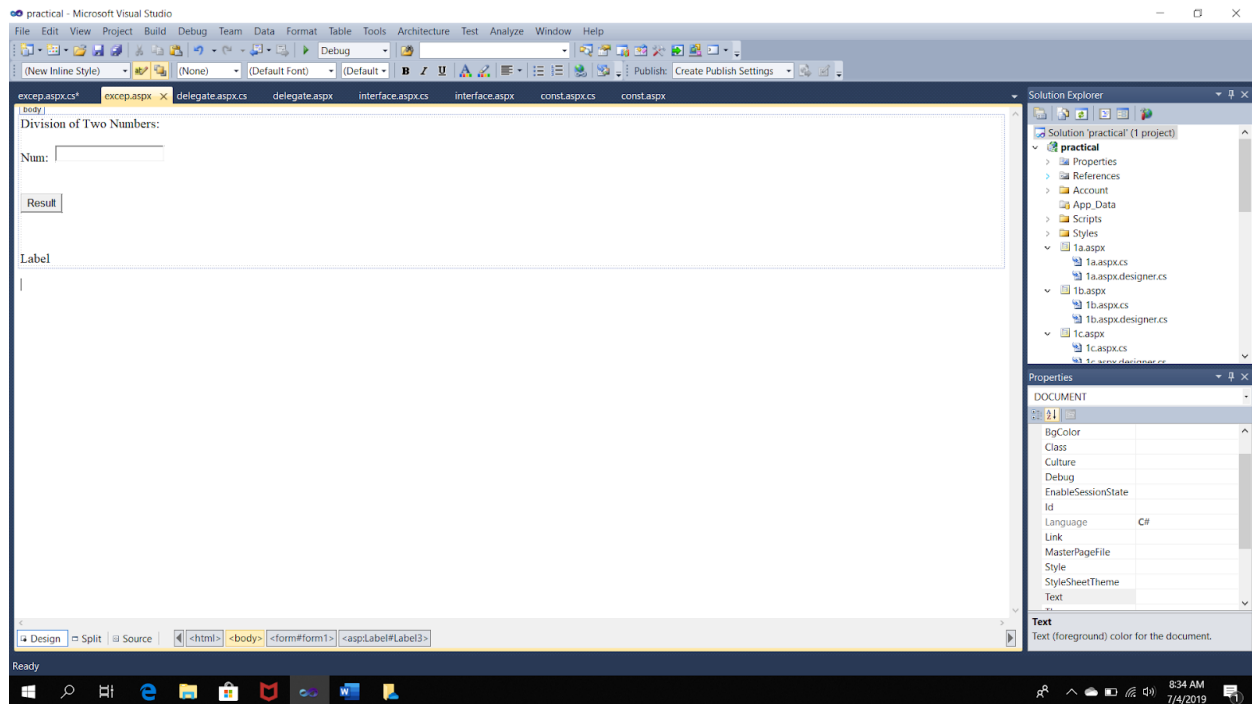 practical - Microsoft Visual Studio
File Edit View Project Build Debug Team Data Format Table Tools Architecture Test Analyze Window Help
Debug
(New Inline Style) (None) (Default Font) (Default B I U A Publish: Create Publish Settings
excep.aspx.cs* excep.aspx delegate.aspx.cs delegate.aspx interface.aspx.cs interface.aspx const.aspx.cs const.aspx
body
Division of Two Numbers:
Num:
Result
Label
Design Split Source <html> <body> <form#form1> <asp:Label#Label3>
Solution Explorer
Solution 'practical' (1 project)
practical
Properties
References
Account
App_Data
Scripts
Styles
1a.aspx
1a.aspx.cs
1a.aspx.designer.cs
1b.aspx
1b.aspx.cs
1b.aspx.designer.cs
1c.aspx
1c.aspx.cs
1c.aspx.designer.cs
Properties
DOCUMENT
BgColor
Class
Culture
Debug
EnableSessionState
Id
Language C#
Link
MasterPageFile
Style
StyleSheetTheme
Text
Text
Text (foreground) color for the document.
Ready
8:34 AM
7/4/2019